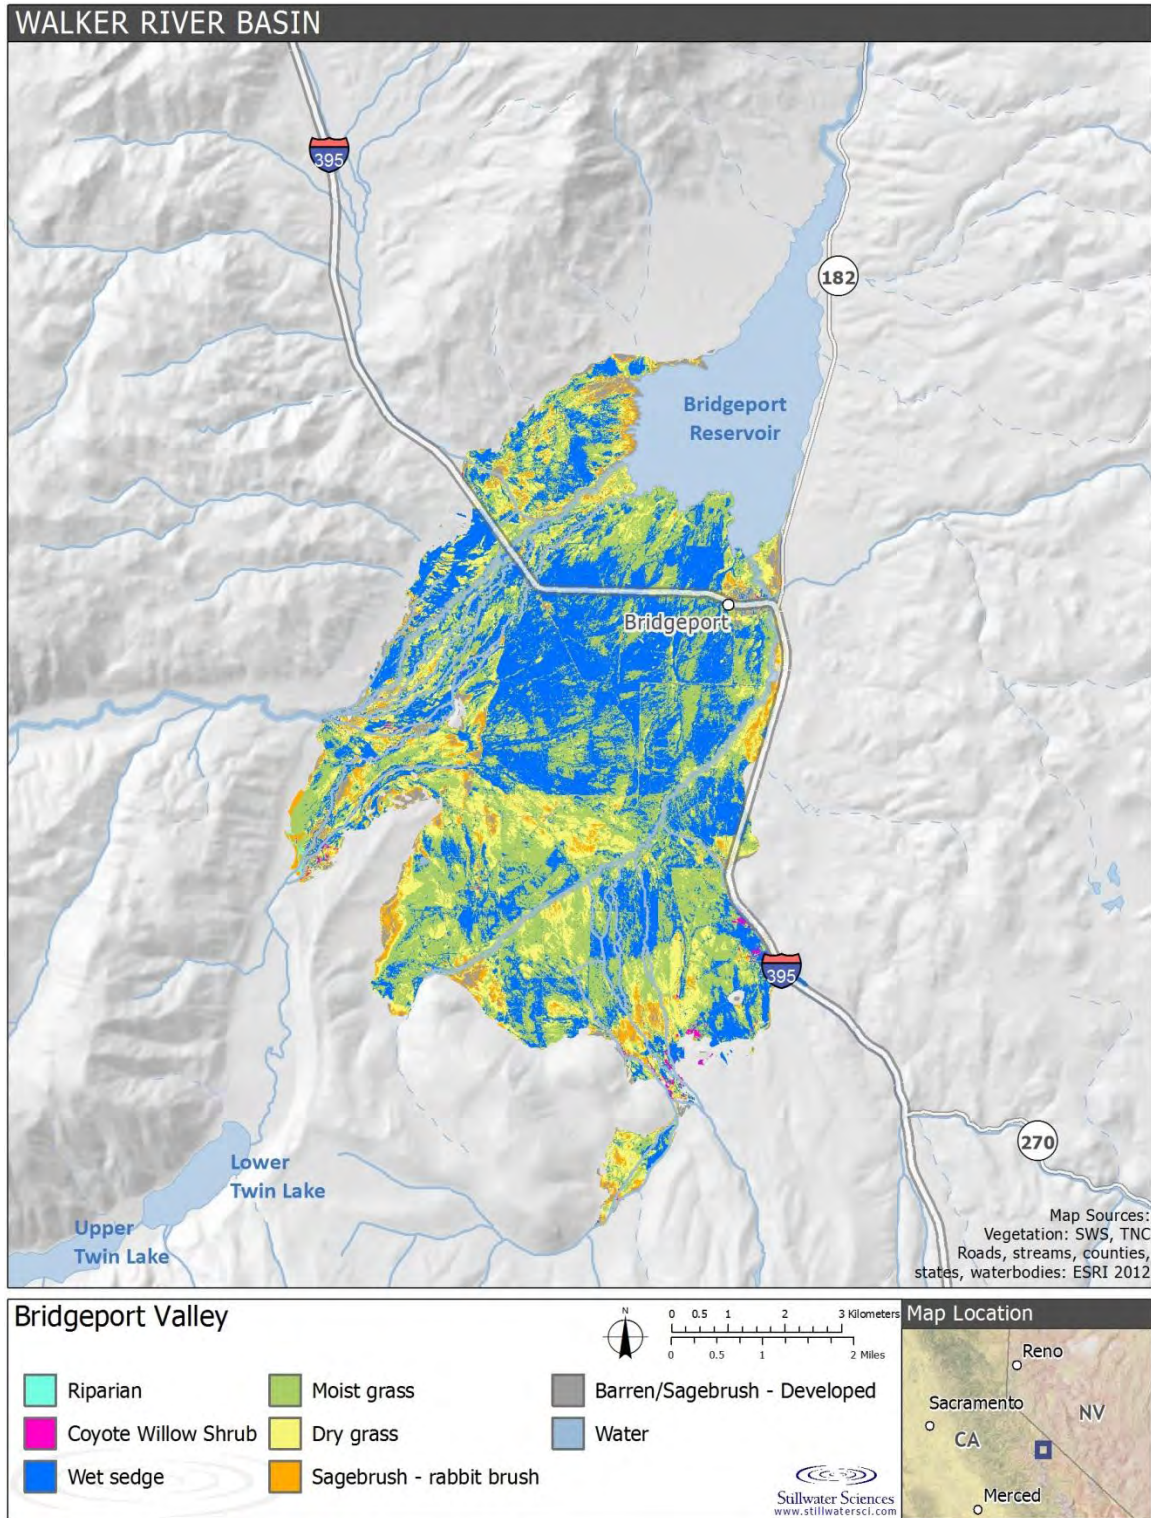 WALKER RIVER BASIN
395
182
Bridgeport
Reservoir
Bridgeport
395
270
Lower
Twin Lake
Upper
Twin Lake
Map Sources:
Vegetation: SWS, TNC
Roads, streams, counties,
states, waterbodies: ESRI 2012
Bridgeport Valley
N
0 0.5 1 2 3 Kilometers
0 0.5 1 2 Miles
Riparian
Coyote Willow Shrub
Wet sedge
Moist grass
Dry grass
Sagebrush - rabbit brush
Barren/Sagebrush - Developed
Water
Stillwater Sciences
www.stillwatersci.com
Map Location
Reno
Sacramento
NV
CA
Merced